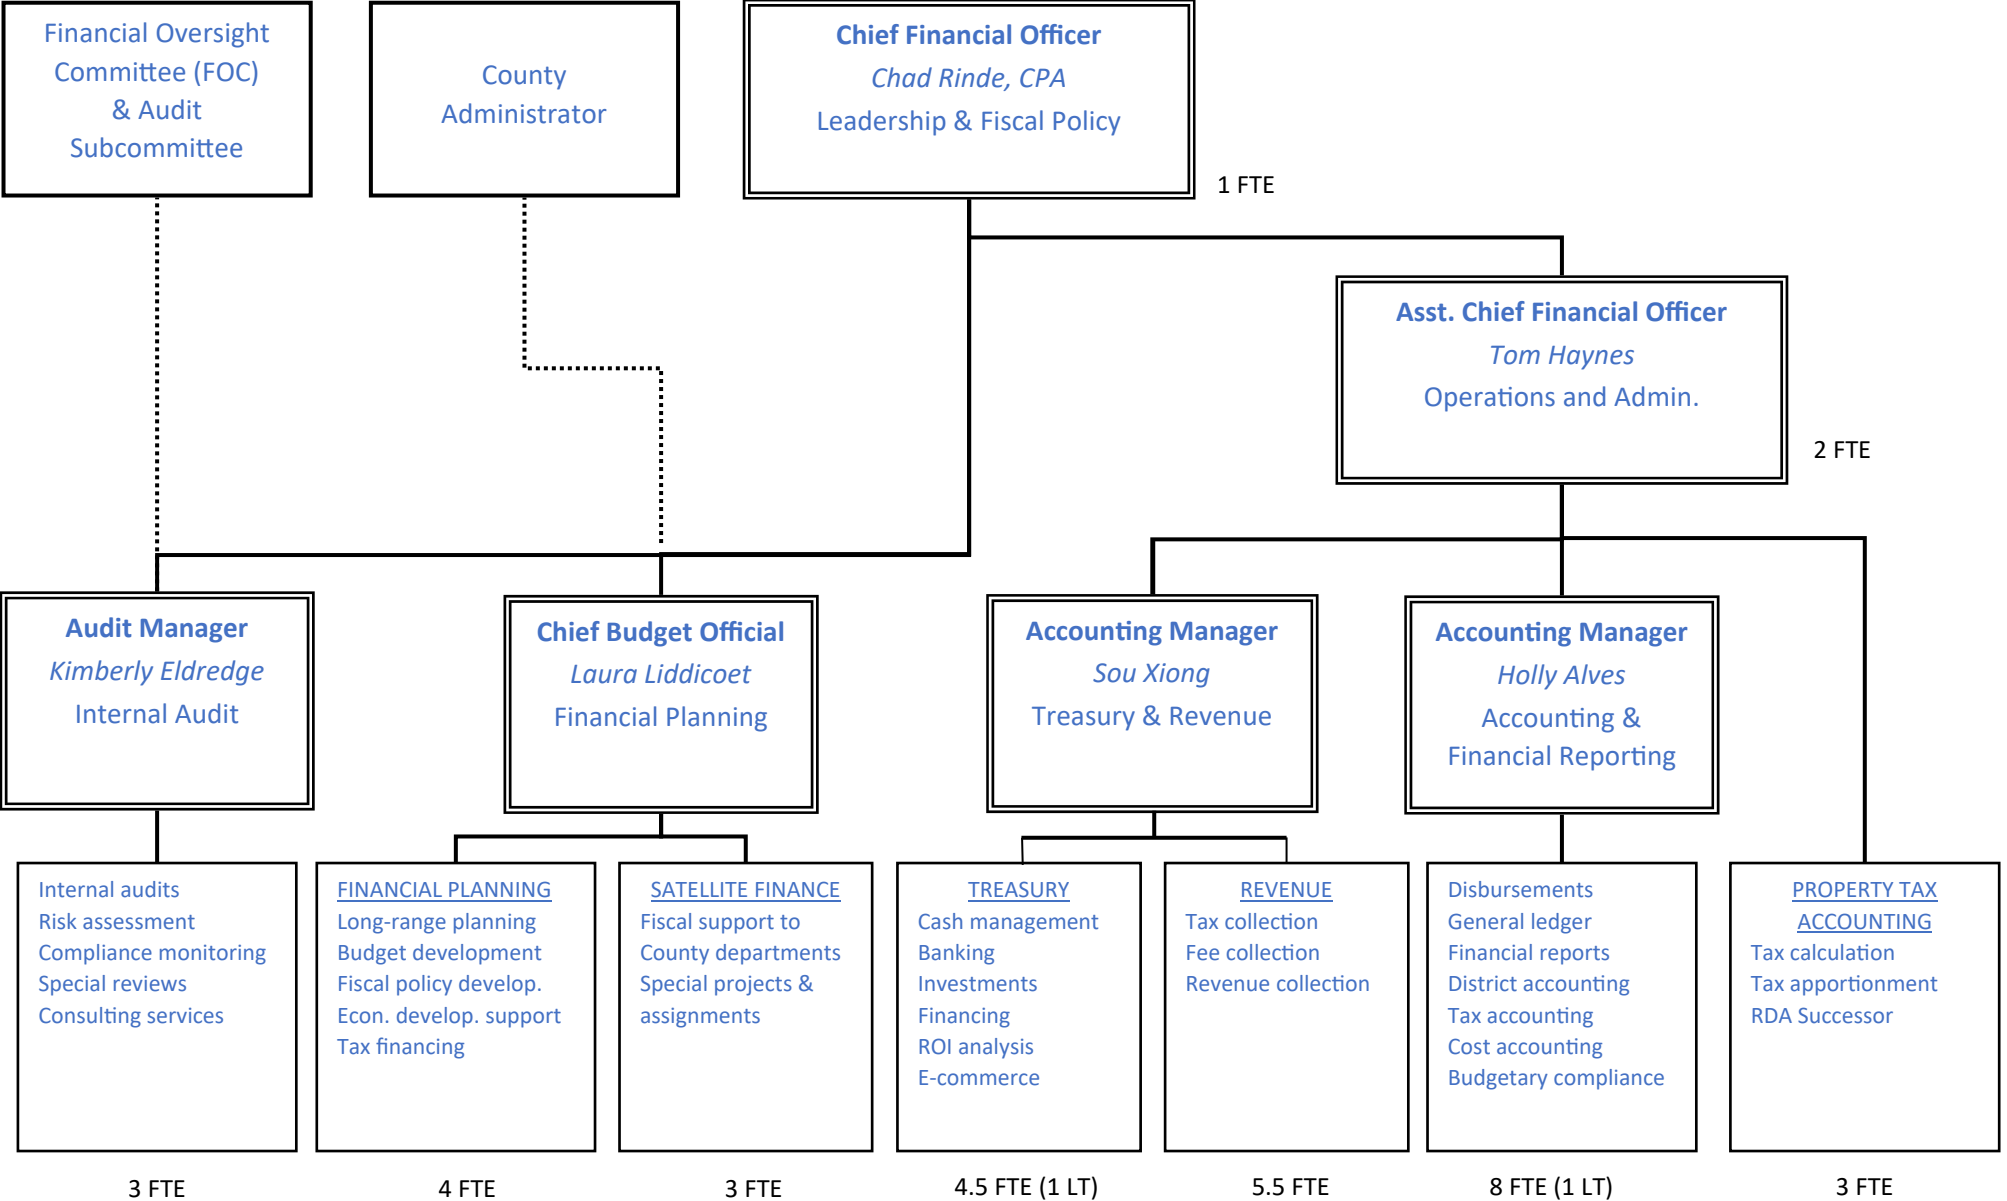 Financial Oversight
Committee (FOC)
& Audit
Subcommittee
County
Administrator
Chief Financial Officer
Chad Rinde, CPA
Leadership & Fiscal Policy
1 FTE
Asst. Chief Financial Officer
Tom Haynes
Operations and Admin.
2 FTE
Audit Manager
Kimberly Eldredge
Internal Audit
Chief Budget Official
Laura Liddicoet
Financial Planning
Accounting Manager
Sou Xiong
Treasury & Revenue
Accounting Manager
Holly Alves
Accounting &
Financial Reporting
Internal audits
Risk assessment
Compliance monitoring
Special reviews
Consulting services
3 FTE
FINANCIAL PLANNING
Long-range planning
Budget development
Fiscal policy develop.
Econ. develop. support
Tax financing
4 FTE
SATELLITE FINANCE
Fiscal support to
County departments
Special projects &
assignments
3 FTE
TREASURY
Cash management
Banking
Investments
Financing
ROI analysis
E-commerce
4.5 FTE (1 LT)
REVENUE
Tax collection
Fee collection
Revenue collection
5.5 FTE
Disbursements
General ledger
Financial reports
District accounting
Tax accounting
Cost accounting
Budgetary compliance
8 FTE (1 LT)
PROPERTY TAX
ACCOUNTING
Tax calculation
Tax apportionment
RDA Successor
3 FTE